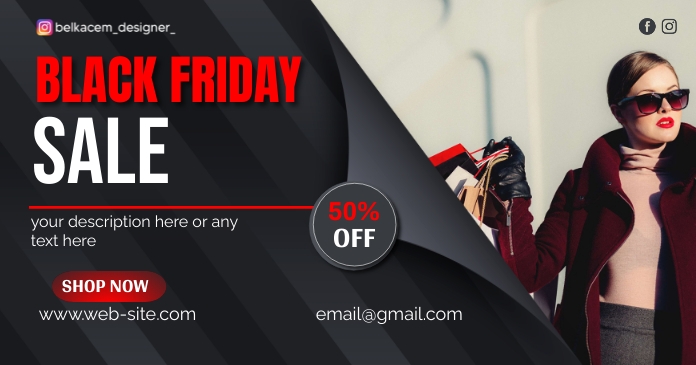 belkacem_designer_
BLACK FRIDAY
SALE
your description here or any
text here
50%
OFF
SHOP NOW
www.web-site.com
email@gmail.com